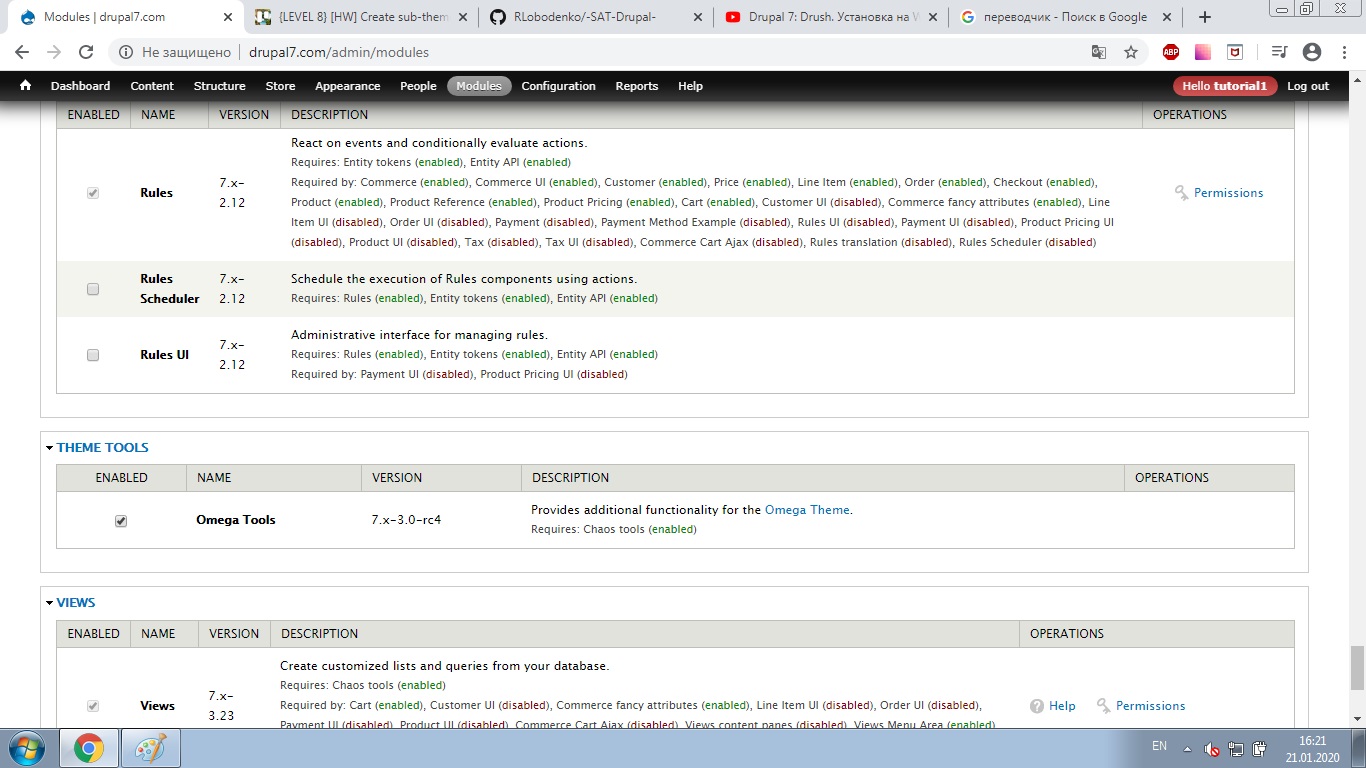 Modules | drupal7.com
{LEVEL 8} [HW] Create sub-them
RLobodenko/-SAT-Drupal-
Drupal 7: Drush. Установка на W
переводчик - Поиск в Google
Не защищено
drupal7.com/admin/modules
ABP
Dashboard Content Structure Store Appearance People Modules Configuration Reports Help
Hello tutorial1 Log out
ENABLED NAME VERSION DESCRIPTION OPERATIONS
React on events and conditionally evaluate actions.
Requires: Entity tokens (enabled), Entity API (enabled)
Rules
7.x-
2.12
Required by: Commerce (enabled), Commerce UI (enabled), Customer (enabled), Price (enabled), Line Item (enabled), Order (enabled), Checkout (enabled),
Product (enabled), Product Reference (enabled), Product Pricing (enabled), Cart (enabled), Customer UI (disabled), Commerce fancy attributes (enabled), Line
Item UI (disabled), Order UI (disabled), Payment (disabled), Payment Method Example (disabled), Rules UI (disabled), Payment UI (disabled), Product Pricing UI
(disabled), Product UI (disabled), Tax (disabled), Tax UI (disabled), Commerce Cart Ajax (disabled), Rules translation (disabled), Rules Scheduler (disabled)
Permissions
Rules
Scheduler
7.x-
2.12
Schedule the execution of Rules components using actions.
Requires: Rules (enabled), Entity tokens (enabled), Entity API (enabled)
Rules UI
7.x-
2.12
Administrative interface for managing rules.
Requires: Rules (enabled), Entity tokens (enabled), Entity API (enabled)
Required by: Payment UI (disabled), Product Pricing UI (disabled)
THEME TOOLS
ENABLED NAME VERSION DESCRIPTION OPERATIONS
Omega Tools
7.x-3.0-rc4
Provides additional functionality for the Omega Theme.
Requires: Chaos tools (enabled)
VIEWS
ENABLED NAME VERSION DESCRIPTION OPERATIONS
Views
7.x-
3.23
Create customized lists and queries from your database.
Requires: Chaos tools (enabled)
Required by: Cart (enabled), Customer UI (disabled), Commerce fancy attributes (enabled), Line Item UI (disabled), Order UI (disabled),
Payment UI (disabled), Product UI (disabled), Commerce Cart Ajax (disabled), Views content panes (disabled), Views Menu Area (enabled)
Help
Permissions
EN
16:21
21.01.2020